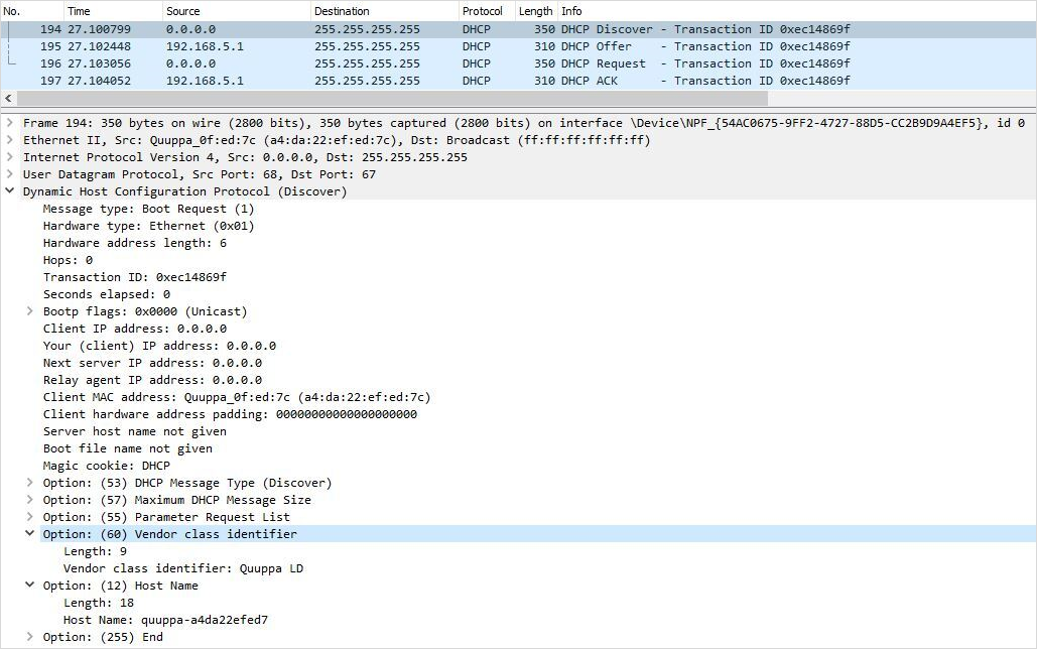 No. Time Source Destination Protocol Length Info
194 27.100799 0.0.0.0 255.255.255.255 DHCP 350 DHCP Discover - Transaction ID 0xec14869f
195 27.102448 192.168.5.1 255.255.255.255 DHCP 310 DHCP Offer - Transaction ID 0xec14869f
196 27.103056 0.0.0.0 255.255.255.255 DHCP 350 DHCP Request - Transaction ID 0xec14869f
197 27.104052 192.168.5.1 255.255.255.255 DHCP 310 DHCP ACK - Transaction ID 0xec14869f
Frame 194: 350 bytes on wire (2800 bits), 350 bytes captured (2800 bits) on interface \Device\NPF_{54AC0675-9FF2-4727-88D5-CC2B9D9A4EF5}, id 0
Ethernet II, Src: Quuppa_0f:ed:7c (a4:da:22:ef:ed:7c), Dst: Broadcast (ff:ff:ff:ff:ff:ff)
Internet Protocol Version 4, Src: 0.0.0.0, Dst: 255.255.255.255
User Datagram Protocol, Src Port: 68, Dst Port: 67
Dynamic Host Configuration Protocol (Discover)
Message type: Boot Request (1)
Hardware type: Ethernet (0x01)
Hardware address length: 6
Hops: 0
Transaction ID: 0xec14869f
Seconds elapsed: 0
Bootp flags: 0x0000 (Unicast)
Client IP address: 0.0.0.0
Your (client) IP address: 0.0.0.0
Next server IP address: 0.0.0.0
Relay agent IP address: 0.0.0.0
Client MAC address: Quuppa_0f:ed:7c (a4:da:22:ef:ed:7c)
Client hardware address padding: 00000000000000000000
Server host name not given
Boot file name not given
Magic cookie: DHCP
Option: (53) DHCP Message Type (Discover)
Option: (57) Maximum DHCP Message Size
Option: (55) Parameter Request List
Option: (60) Vendor class identifier
Length: 9
Vendor class identifier: Quuppa LD
Option: (12) Host Name
Length: 18
Host Name: quuppa-a4da22efed7
Option: (255) End